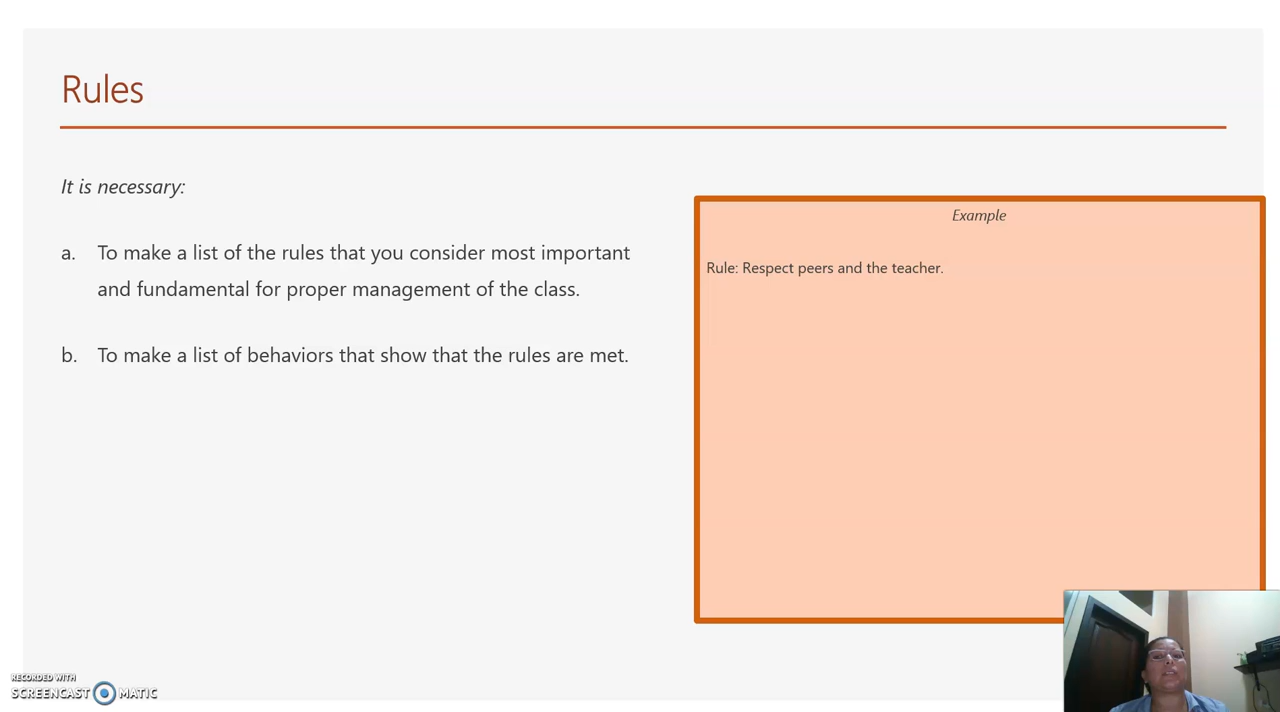 Rules
It is necessary:
a. To make a list of the rules that you consider most important
and fundamental for proper management of the class.
b. To make a list of behaviors that show that the rules are met.
Example
Rule: Respect peers and the teacher.
RECORDED WITH
SCREENCAST MATIC